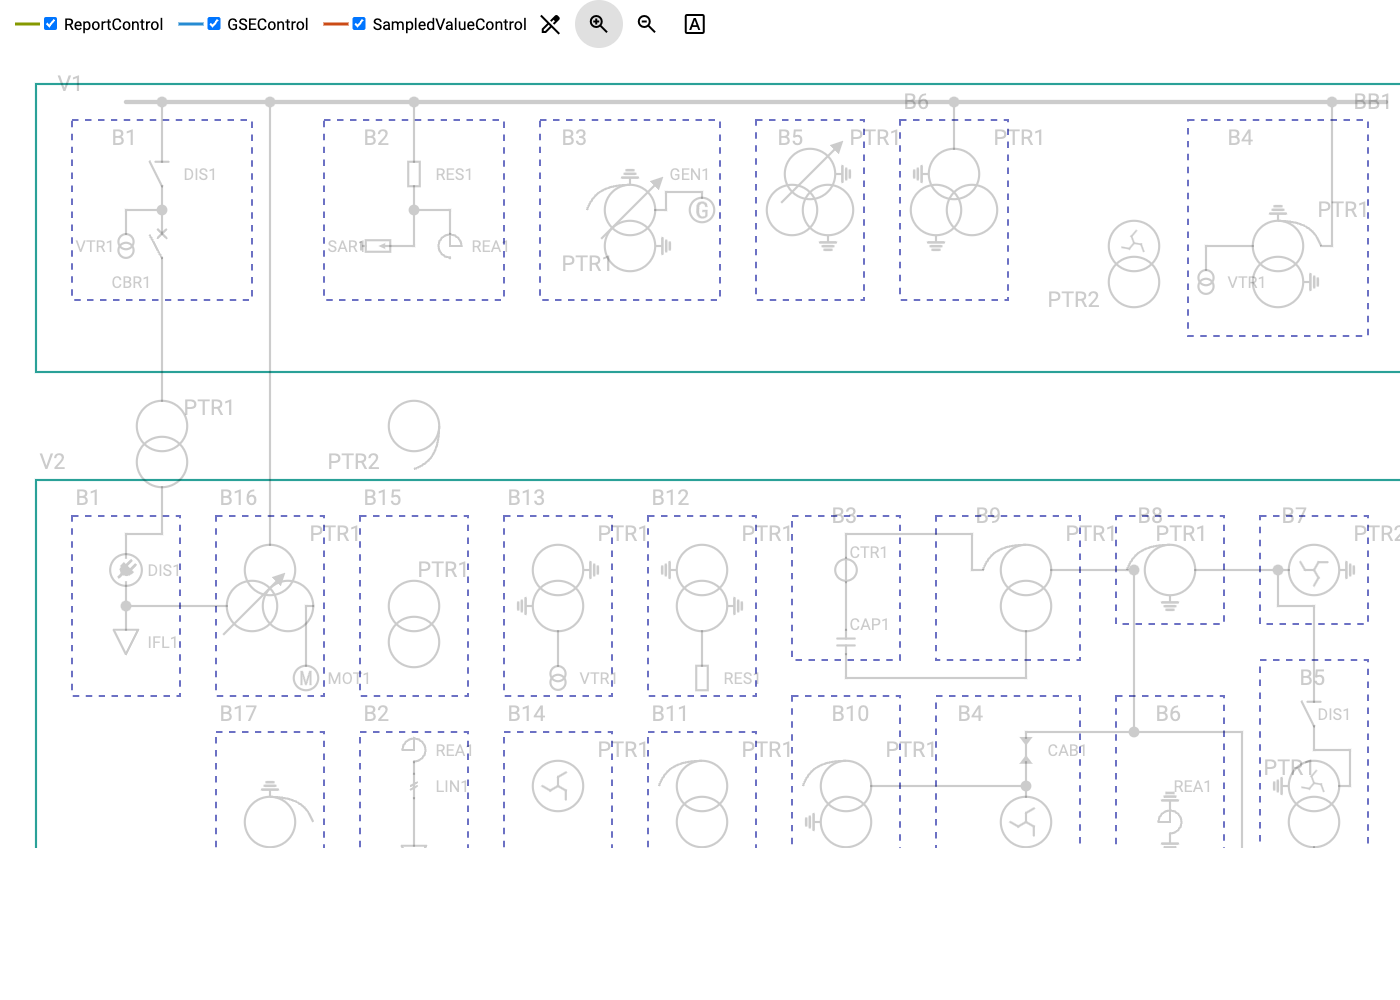 ReportControl GSEControl SampledValueControl A
V1
B6 BB1
B1 B2 B3 B5 PTR1 PTR1 B4
DIS1 RES1 GEN1
G PTR1
VTR1 SAR1 REA1
PTR1
CBR1 VTR1
PTR2
PTR1
V2 PTR2
B1 B16 B15 B13 B12
B3 B9 B8 B7
PTR1 PTR1 PTR1 PTR1 PTR1 PTR2
CTR1
DIS1 PTR1
CAP1
IFL1
M MOT1 VTR1 RES1
B5
B17 B2 B14 B11 B10 B4 B6
DIS1
REA1 PTR1 PTR1 PTR1 CAB1
PTR1
LIN1 REA1